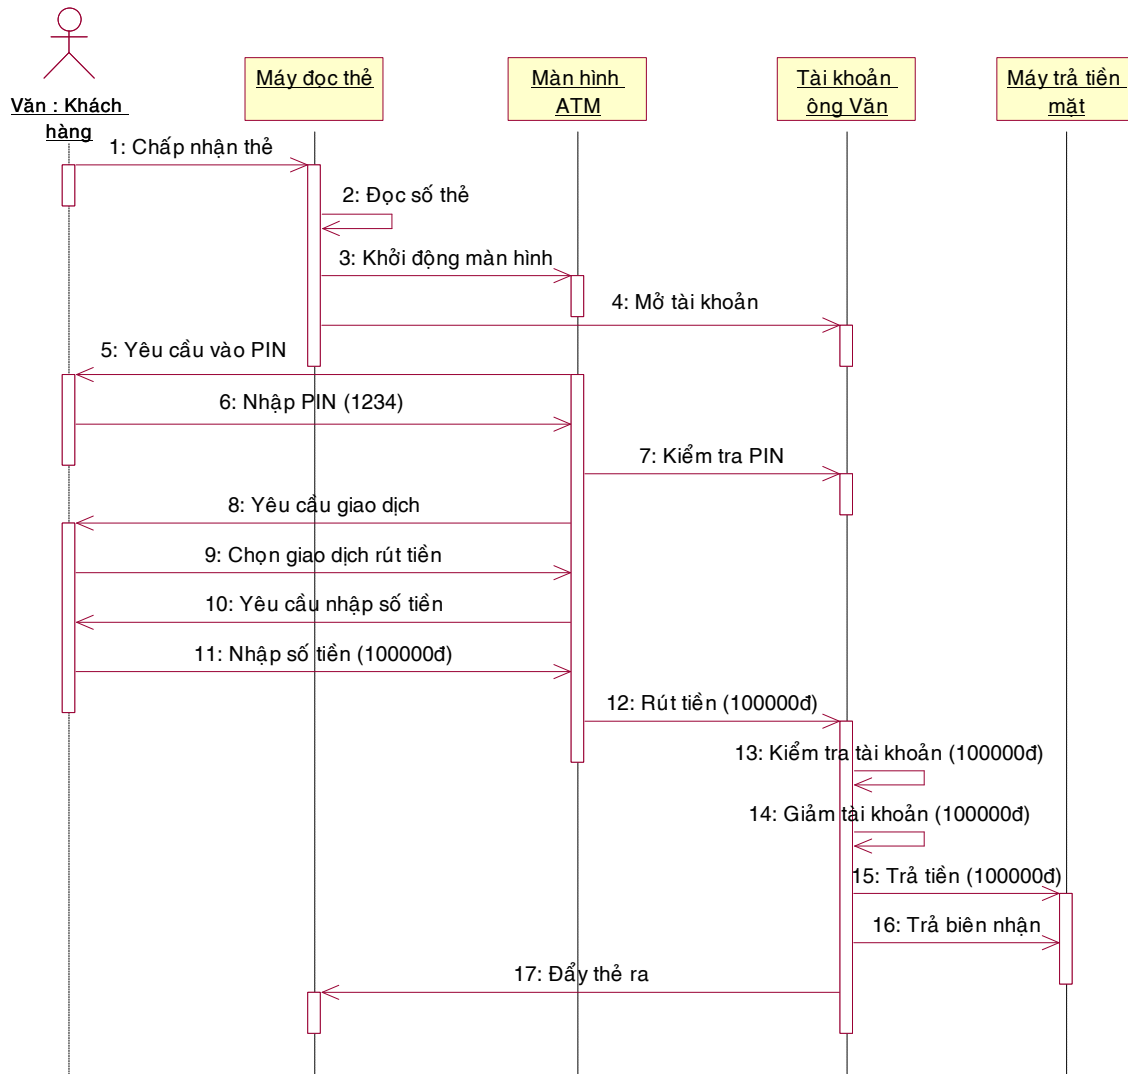 Văn : Khách
hàng
Máy đọc thẻ
Màn hình
ATM
Tài khoản
ông Văn
Máy trả tiền
mặt
1: Chấp nhận thẻ
2: Đọc số thẻ
3: Khởi động màn hình
4: Mở tài khoản
5: Yêu cầu vào PIN
6: Nhập PIN (1234)
7: Kiểm tra PIN
8: Yêu cầu giao dịch
9: Chọn giao dịch rút tiền
10: Yêu cầu nhập số tiền
11: Nhập số tiền (100000đ)
12: Rút tiền (100000đ)
13: Kiểm tra tài khoản (100000đ)
14: Giảm tài khoản (100000đ)
15: Trả tiền (100000đ)
16: Trả biên nhận
17: Đẩy thẻ ra